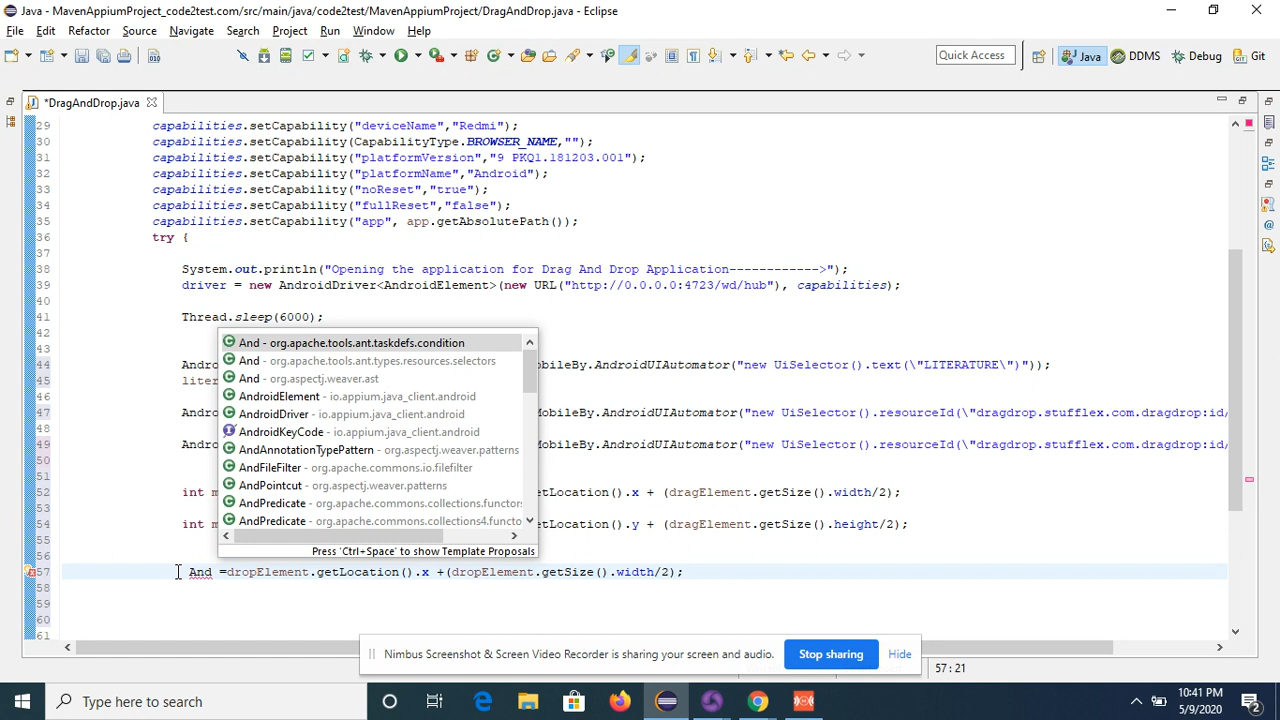 Java - MavenAppiumProject_code2test.com/src/main/java/code2test/MavenAppiumProject/DragAndDrop.java - Eclipse
File Edit Refactor Source Navigate Search Project Run Window Help
Quick Access Java DDMS Debug Git
*DragAndDrop.java
29 capabilities.setCapability("deviceName","Redmi");
30 capabilities.setCapability(CapabilityType.BROWSER_NAME,"");
31 capabilities.setCapability("platformVersion","9 PKQ1.181203.001");
32 capabilities.setCapability("platformName","Android");
33 capabilities.setCapability("noReset","true");
34 capabilities.setCapability("fullReset","false");
35 capabilities.setCapability("app", app.getAbsolutePath());
36 try {
37
38 System.out.println("Opening the application for Drag And Drop Application------------>");
39 driver = new AndroidDriver<AndroidElement>(new URL("http://0.0.0.0:4723/wd/hub"), capabilities);
40
41 Thread.sleep(6000);
42
43
44 Andr MobileBy.AndroidUIAutomator("new UiSelector().text(\"LITERATURE\")"));
45 liter
46
47 Andr MobileBy.AndroidUIAutomator("new UiSelector().resourceId(\"dragdrop.stufflex.com.dragdrop:id/
48
49 Andr MobileBy.AndroidUIAutomator("new UiSelector().resourceId(\"dragdrop.stufflex.com.dragdrop:id/
50
51
52 int m etLocation().x + (dragElement.getSize().width/2);
53
54 int m etLocation().y + (dragElement.getSize().height/2);
55
56
57 And =dropElement.getLocation().x +(dropElement.getSize().width/2);
58
59
60
61
And - org.apache.tools.ant.taskdefs.condition
And - org.apache.tools.ant.types.resources.selectors
And - org.aspectj.weaver.ast
AndroidElement - io.appium.java_client.android
AndroidDriver - io.appium.java_client.android
AndroidKeyCode - io.appium.java_client.android
AndAnnotationTypePattern - org.aspectj.weaver.patterns
AndFileFilter - org.apache.commons.io.filefilter
AndPointcut - org.aspectj.weaver.patterns
AndPredicate - org.apache.commons.collections.functors
AndPredicate - org.apache.commons.collections4.functo
Press 'Ctrl+Space' to show Template Proposals
Nimbus Screenshot & Screen Video Recorder is sharing your screen and audio. Stop sharing Hide
57 : 21
Type here to search
10:41 PM
5/9/2020
2